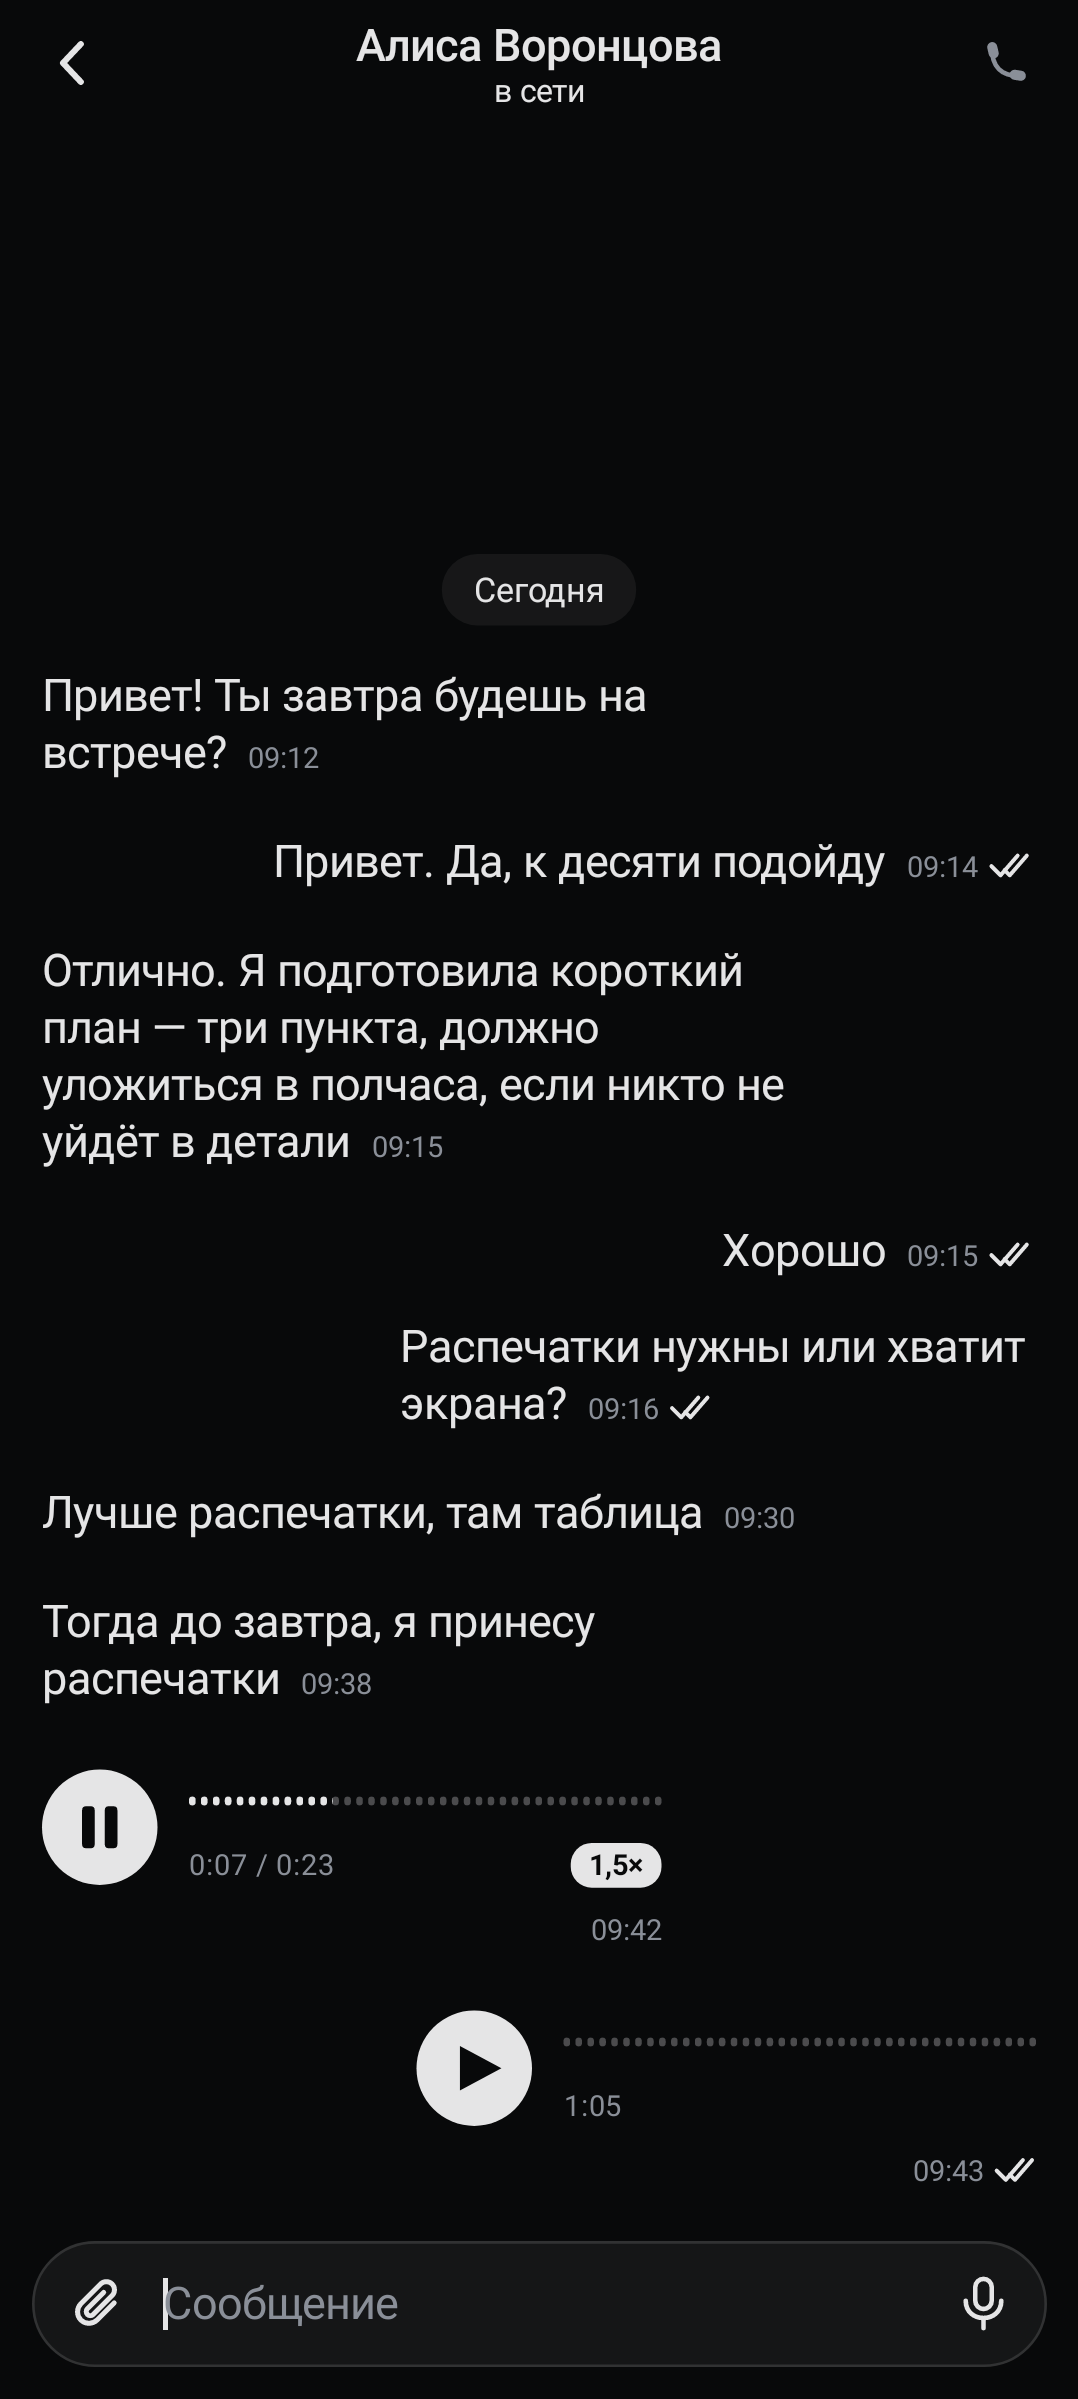 Алиса Воронцова
в сети
Сегодня
Привет! Ты завтра будешь на
встрече? 09:12
Привет. Да, к десяти подойду 09:14
Отлично. Я подготовила короткий
план — три пункта, должно
уложиться в полчаса, если никто не
уйдёт в детали 09:15
Хорошо 09:15
Распечатки нужны или хватит
экрана? 09:16
Лучше распечатки, там таблица 09:30
Тогда до завтра, я принесу
распечатки 09:38
0:07 / 0:23 1,5×
09:42
1:05
09:43
Сообщение